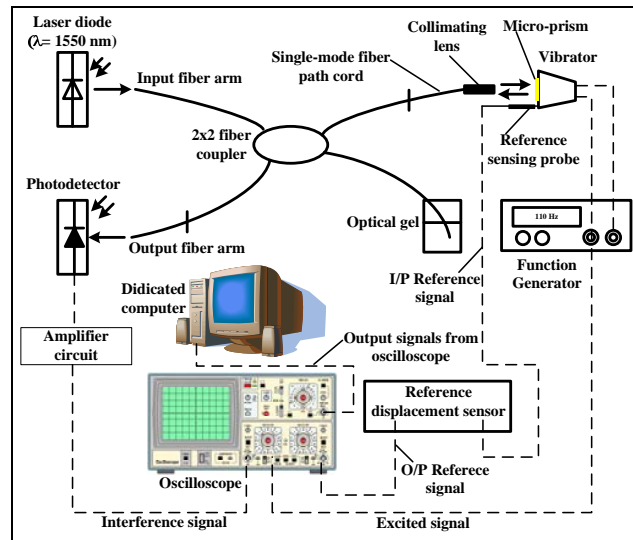 Laser diode
(λ= 1550 nm)
Input fiber arm
Single-mode fiber
path cord
Collimating
lens
Micro-prism
Vibrator
2x2 fiber
coupler
Reference
sensing probe
Photodetector
Output fiber arm
Optical gel
110 Hz
I/P Reference
signal
Function
Generator
Didicated
computer
Amplifier
circuit
Output signals from
oscilloscope
Reference
displacement sensor
Oscilloscope
O/P Referece
signal
Interference signal
Excited signal